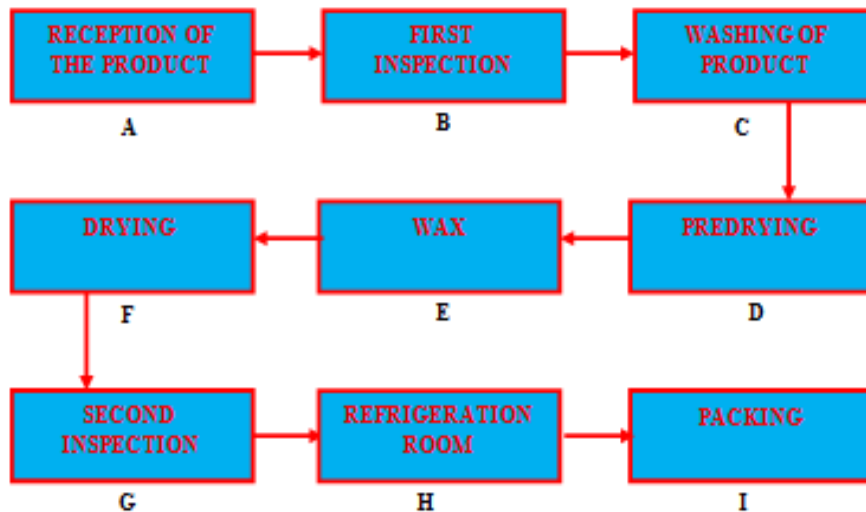 RECEPTION OF
THE PRODUCT
A
FIRST
INSPECTION
B
WASHING OF
PRODUCT
C
PREDRYING
D
WAX
E
DRYING
F
SECOND
INSPECTION
G
REFRIGERATION
ROOM
H
PACKING
I